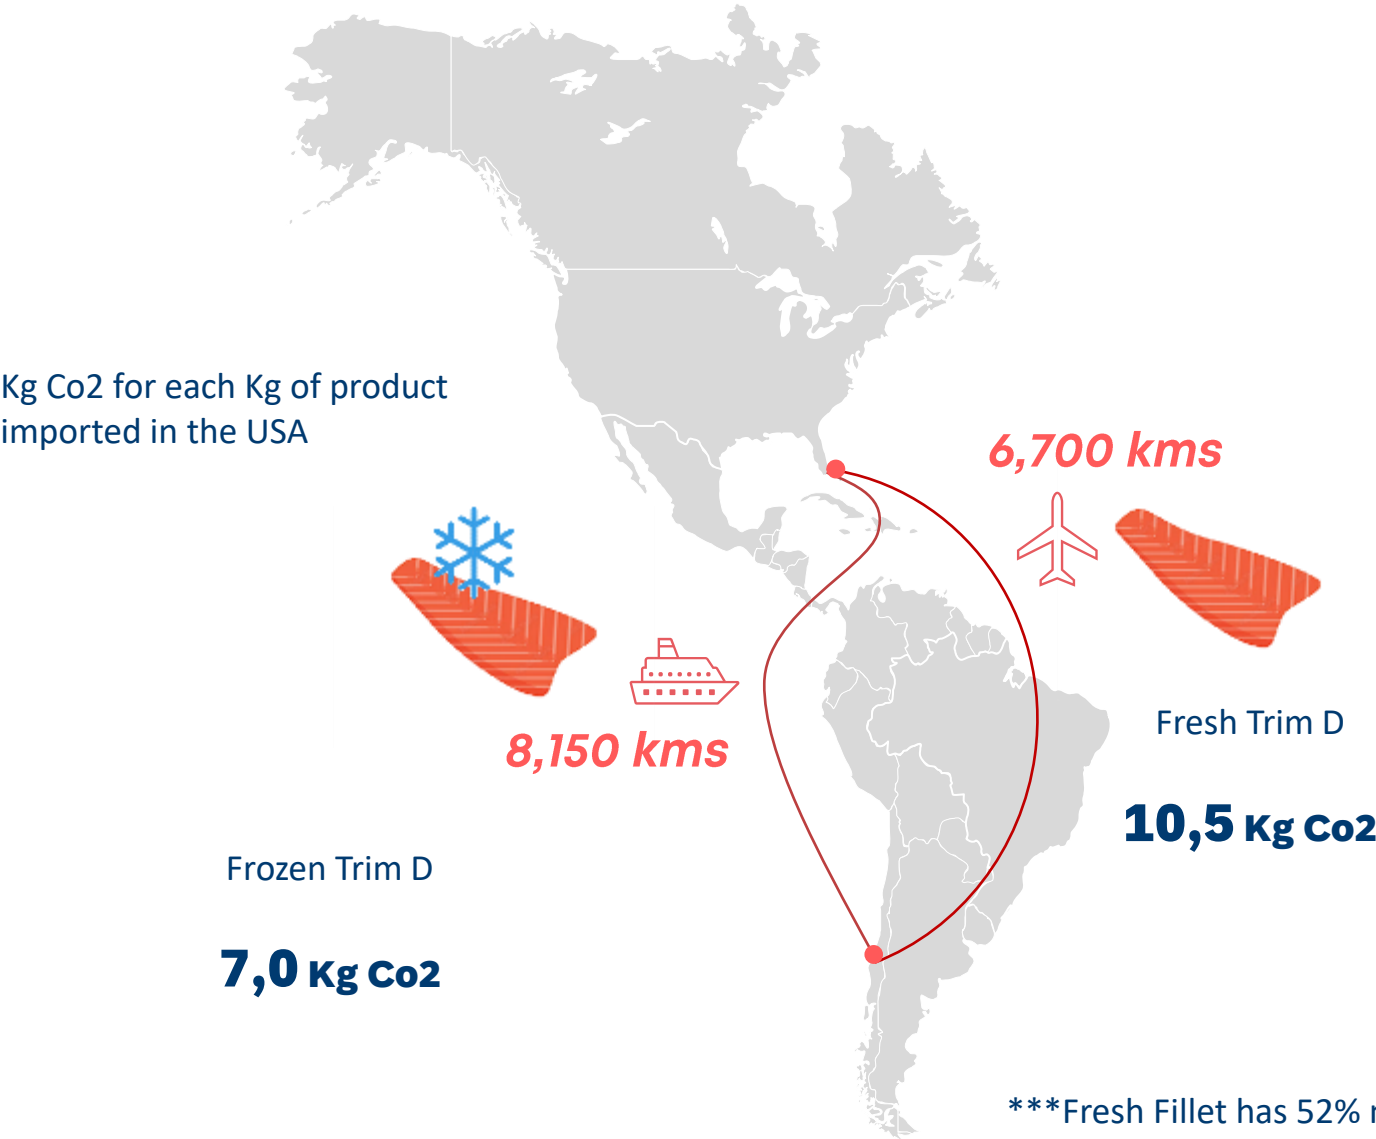 Kg Co2 for each Kg of product
imported in the USA
6,700 kms
8,150 kms
Fresh Trim D
10,5 Kg Co2
Frozen Trim D
7,0 Kg Co2
***Fresh Fillet has 52%